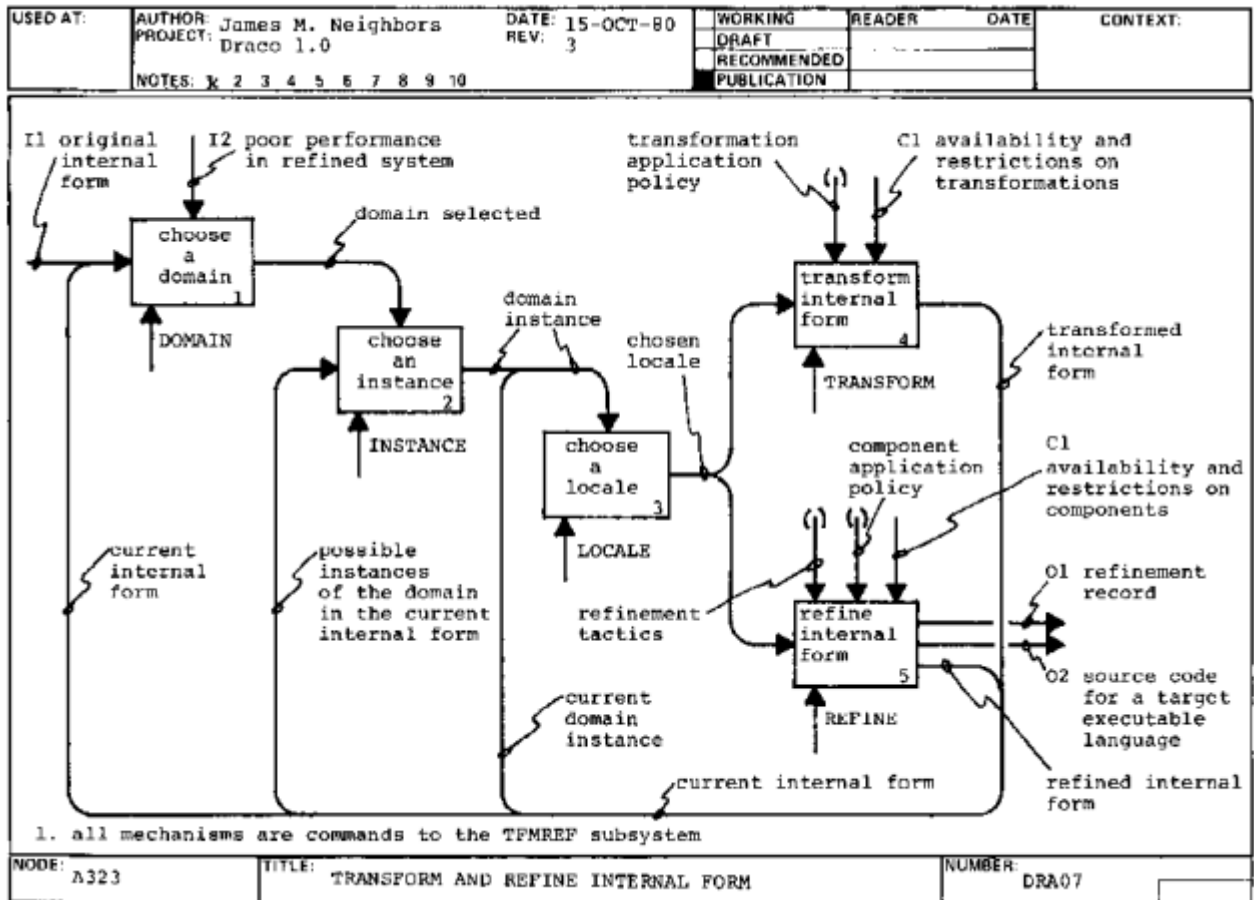 USED AT:
AUTHOR: James M. Neighbors
PROJECT: Draco 1.0
DATE: 15-OCT-80
REV: 3
NOTES: X 2 3 4 5 6 7 8 9 10
WORKING
DRAFT
RECOMMENDED
PUBLICATION
READER DATE
CONTEXT:
I1 original
internal
form
I2 poor performance
in refined system
domain selected
choose
a
domain
1
DOMAIN
choose
an
instance
2
INSTANCE
domain
instance
choose
a
locale
3
LOCALE
chosen
locale
transformation
application
policy
( )
C1 availability and
restrictions on
transformations
transform
internal
form
4
TRANSFORM
transformed
internal
form
component
application
policy
C1
availability and
restrictions on
components
( )
( )
refinement
tactics
refine
internal
form
5
REFINE
O1 refinement
record
O2 source code
for a target
executable
language
refined internal
form
current
internal
form
possible
instances
of the domain
in the current
internal form
current
domain
instance
current internal form
1. all mechanisms are commands to the TFMREF subsystem
NODE: A323
TITLE: TRANSFORM AND REFINE INTERNAL FORM
NUMBER: DRA07